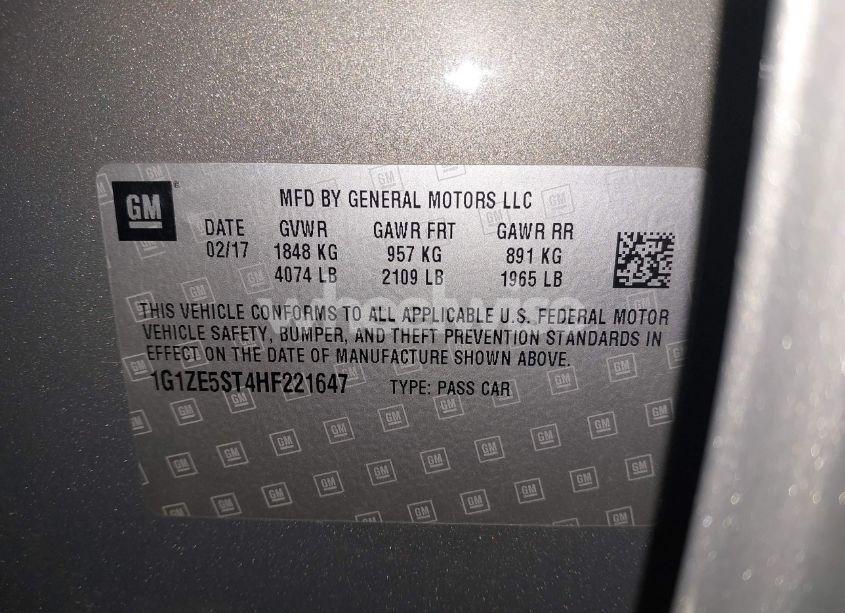 GM
MFD BY GENERAL MOTORS LLC
DATE GVWR GAWR FRT GAWR RR
02/17 1848 KG 957 KG 891 KG
4074 LB 2109 LB 1965 LB
THIS VEHICLE CONFORMS TO ALL APPLICABLE U.S. FEDERAL MOTOR
VEHICLE SAFETY, BUMPER, AND THEFT PREVENTION STANDARDS IN
EFFECT ON THE DATE OF MANUFACTURE SHOWN ABOVE.
1G1ZE5ST4HF221647 TYPE: PASS CAR